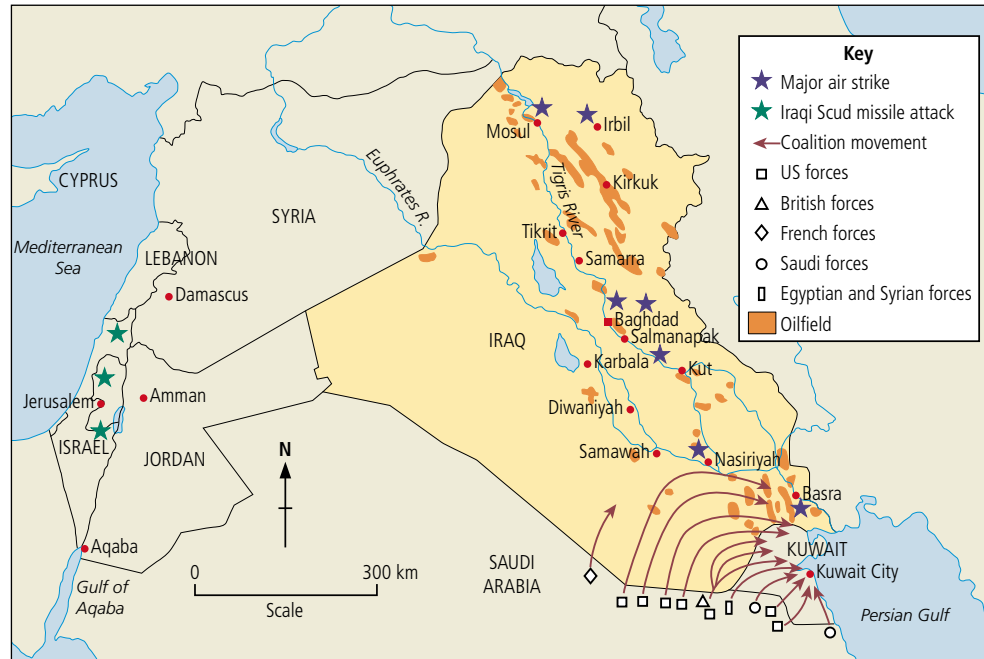 Key
Major air strike
Iraqi Scud missile attack
Coalition movement
US forces
British forces
French forces
Saudi forces
Egyptian and Syrian forces
Oilfield
Mosul
Irbil
Kirkuk
Tigris River
Euphrates R.
CYPRUS
SYRIA
Mediterranean
Sea
LEBANON
Damascus
Tikrit
Samarra
Baghdad
Salmanapak
IRAQ
Karbala
Kut
Jerusalem
Amman
Diwaniyah
ISRAEL
JORDAN
Samawah
Nasiriyah
N
Basra
Aqaba
Gulf of
Aqaba
0
300 km
Scale
SAUDI
ARABIA
KUWAIT
Kuwait City
Persian Gulf